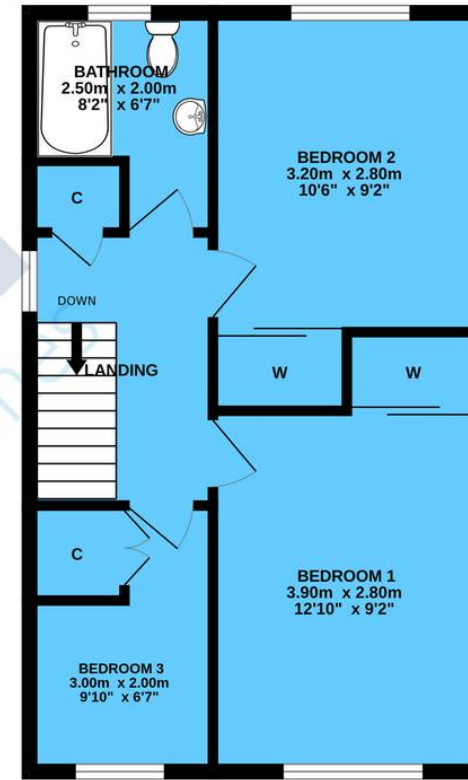 BATHROOM
2.50m x 2.00m
8'2" x 6'7"
BEDROOM 2
3.20m x 2.80m
10'6" x 9'2"
C
DOWN
LANDING
W
W
C
BEDROOM 1
3.90m x 2.80m
12'10" x 9'2"
BEDROOM 3
3.00m x 2.00m
9'10" x 6'7"